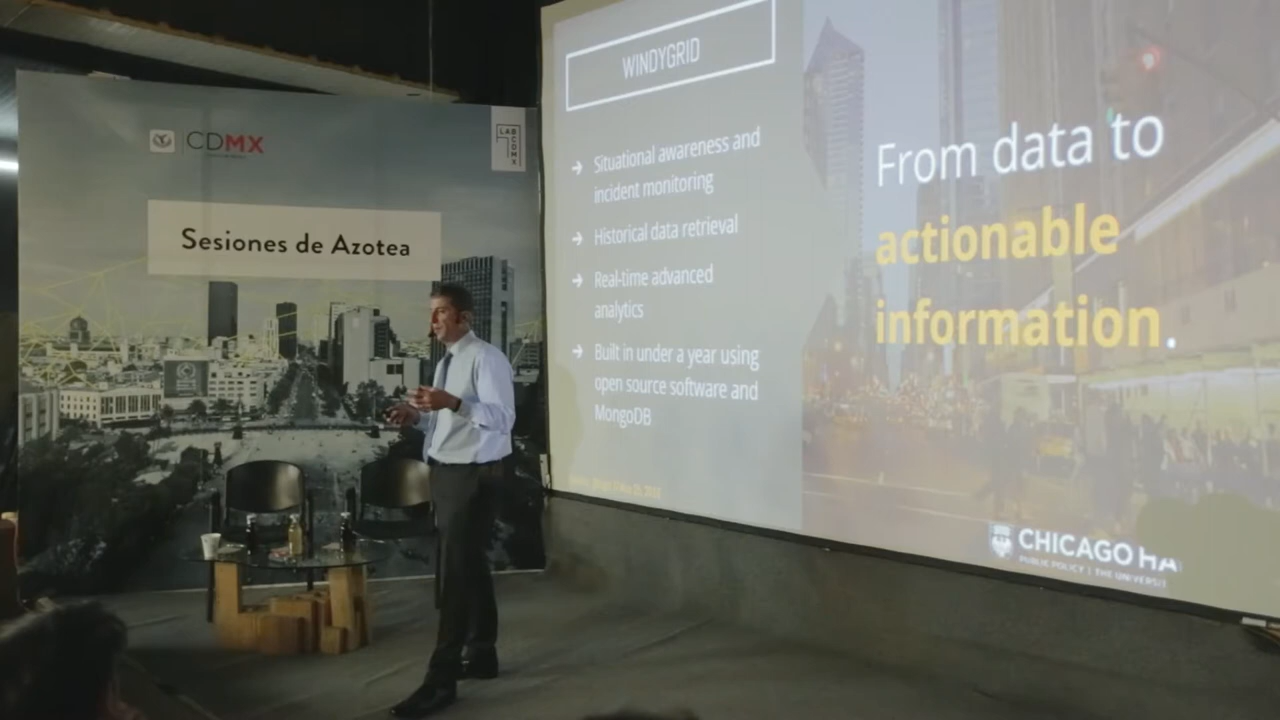 CDMX
LAB
CDMX
Sesiones de Azotea
WINDYGRID
→ Situational awareness and
incident monitoring
→ Historical data retrieval
→ Real-time advanced
analytics
→ Built in under a year using
open source software and
MongoDB
From data to
actionable
information.
CHICAGO HA
PUBLIC POLICY | THE UNIVERSIT